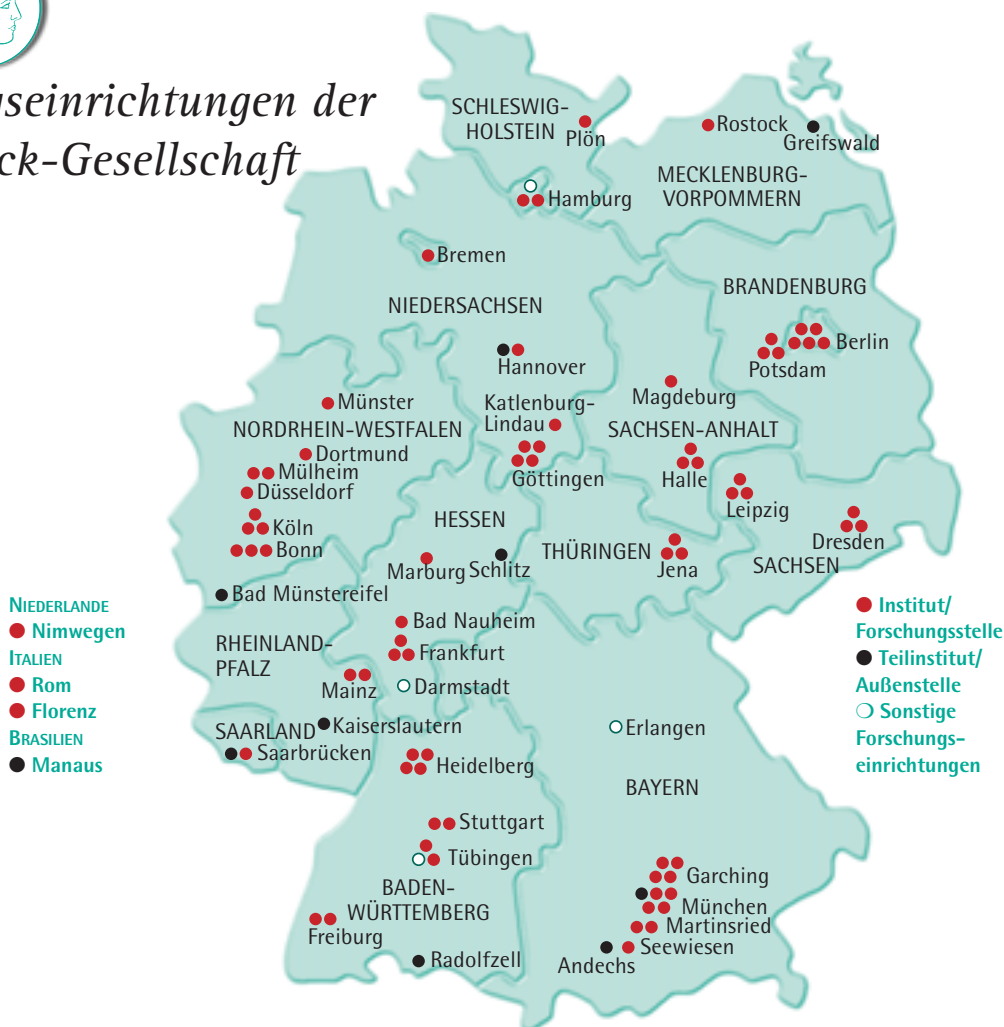 seinrichtungen der
ck-Gesellschaft
SCHLESWIG-
HOLSTEIN
Plön
Rostock
Greifswald
MECKLENBURG-
VORPOMMERN
Hamburg
Bremen
NIEDERSACHSEN
BRANDENBURG
Berlin
Potsdam
Hannover
Magdeburg
Münster
Katlenburg-
Lindau
NORDRHEIN-WESTFALEN
SACHSEN-ANHALT
Dortmund
Mülheim
Düsseldorf
Göttingen
Halle
Leipzig
Köln
Bonn
HESSEN
THÜRINGEN
Dresden
SACHSEN
Marburg
Schlitz
Jena
Bad Münstereifel
NIEDERLANDE
Nimwegen
ITALIEN
Rom
Florenz
BRASILIEN
Manaus
Bad Nauheim
RHEINLAND-
PFALZ
Frankfurt
Mainz
Darmstadt
Institut/
Forschungsstelle
Teilinstitut/
Außenstelle
Sonstige
Forschungs-
einrichtungen
SAARLAND
Kaiserslautern
Saarbrücken
Erlangen
Heidelberg
BAYERN
Stuttgart
Tübingen
BADEN-
WÜRTTEMBERG
Freiburg
Radolfzell
Garching
München
Martinsried
Seewiesen
Andechs